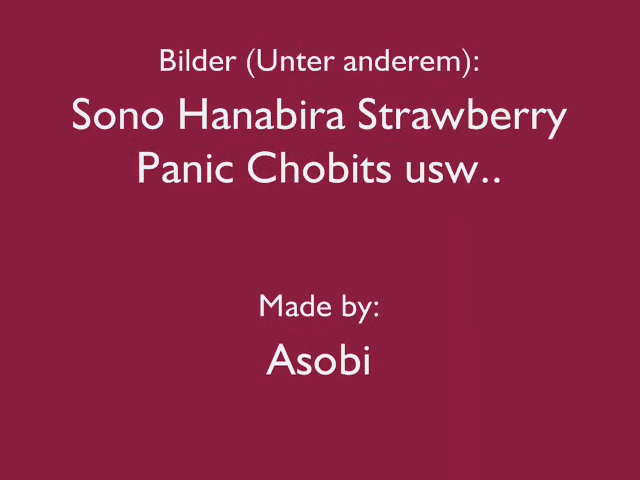 Bilder (Unter anderem):
Sono Hanabira Strawberry
Panic Chobits usw..
Made by:
Asobi